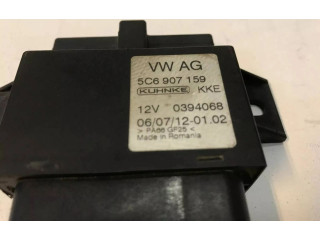 VW AG
5C6 907 159
KUHNKE KKE
12V 0394068
06/07/12-01.02
> PA66 GF25 <
Made in Romania